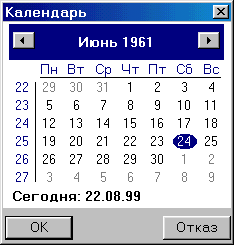 Календарь
Июнь 1961
Пн Вт Ср Чт Пт Сб Вс
22 29 30 31 1 2 3 4
23 5 6 7 8 9 10 11
24 12 13 14 15 16 17 18
25 19 20 21 22 23 24 25
26 26 27 28 29 30 1 2
27 3 4 5 6 7 8 9
Сегодня: 22.08.99
OK Отказ